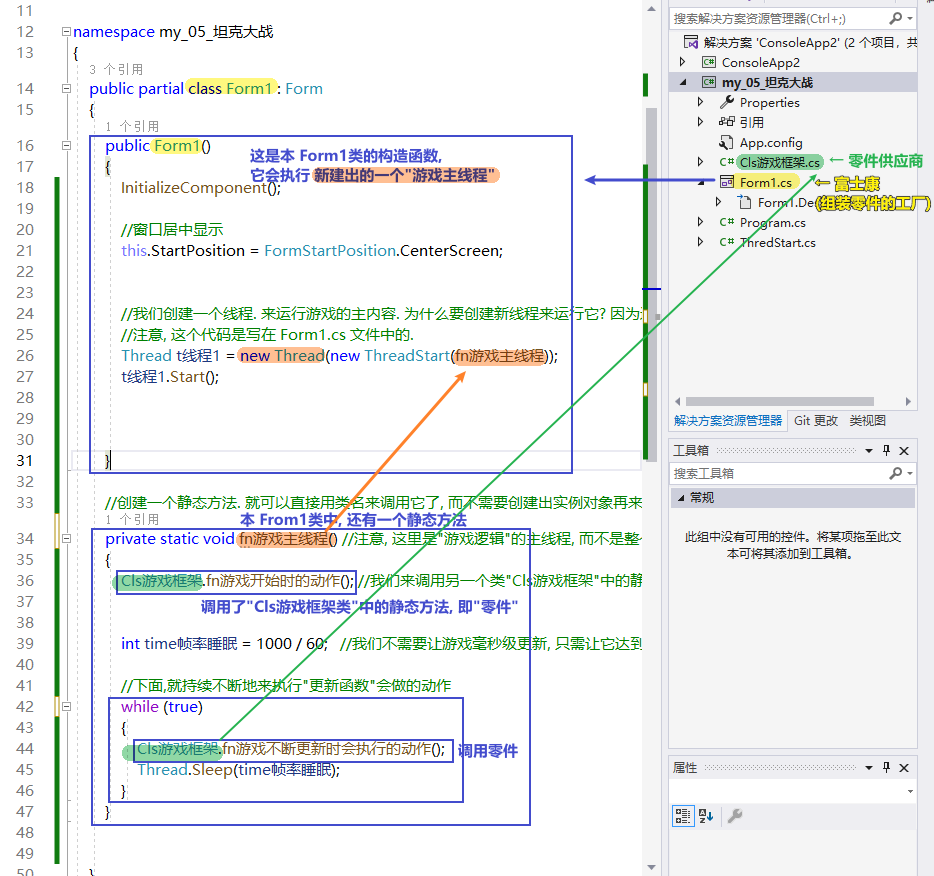 11
12 namespace my_05_坦克大战
13 {
3 个引用
14 public partial class Form1 : Form
15 {
1 个引用
16 public Form1()
这是本 Form1类的构造函数,
17 {
它会执行 新建出的一个"游戏主线程"
18 InitializeComponent();
19
20 //窗口居中显示
21 this.StartPosition = FormStartPosition.CenterScreen;
22
23
24 //我们创建一个线程. 来运行游戏的主内容. 为什么要创建新线程来运行它? 因为
25 //注意, 这个代码是写在 Form1.cs 文件中的.
26 Thread t线程1 = new Thread(new ThreadStart(fn游戏主线程));
27 t线程1.Start();
28
29
30
31 }
32
33 //创建一个静态方法. 就可以直接用类名来调用它了, 而不需要创建出实例对象再来
1 个引用
本 From1类中, 还有一个静态方法
34 private static void fn游戏主线程() //注意, 这里是"游戏逻辑"的主线程, 而不是整
35 {
36 Cls游戏框架.fn游戏开始时的动作(); //我们来调用另一个类"Cls游戏框架"中的静
37
调用了"Cls游戏框架类"中的静态方法, 即"零件"
38
39 int time帧率睡眠 = 1000 / 60; //我们不需要让游戏毫秒级更新, 只需让它达到
40
41 //下面,就持续不断地来执行"更新函数"会做的动作
42 while (true)
43 {
44 Cls游戏框架.fn游戏不断更新时会执行的动作(); 调用零件
45 Thread.Sleep(time帧率睡眠);
46 }
47 }
48
49
50 }
搜索解决方案资源管理器(Ctrl+;)
解决方案 'ConsoleApp2' (2 个项目, 共
ConsoleApp2
my_05_坦克大战
Properties
引用
App.config
Cls游戏框架.cs ← 零件供应商
Form1.cs ← 富士康
Form1.De (组装零件的工厂)
Program.cs
ThredStart.cs
解决方案资源管理器 Git 更改 类视图
工具箱
搜索工具箱
常规
此组中没有可用的控件。将某项拖至此文
本可将其添加到工具箱。
属性